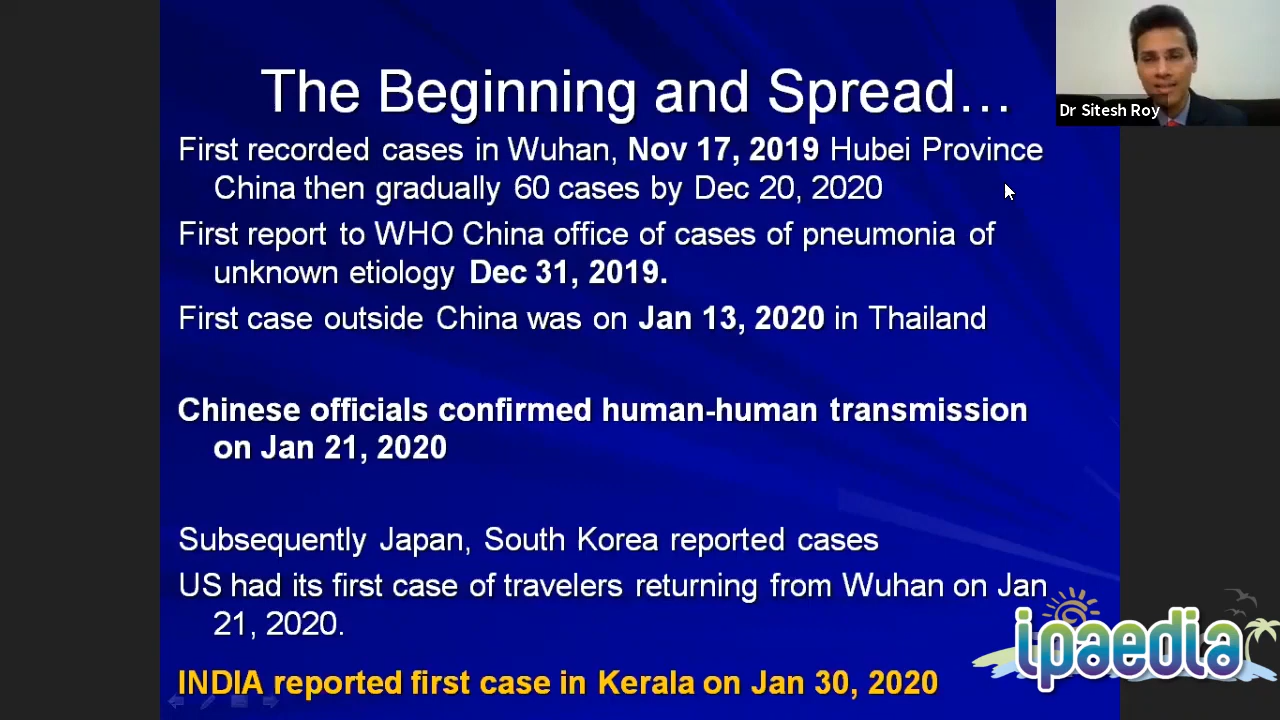 The Beginning and Spread…
Dr Sitesh Roy
First recorded cases in Wuhan, Nov 17, 2019 Hubei Province
China then gradually 60 cases by Dec 20, 2020
First report to WHO China office of cases of pneumonia of
unknown etiology Dec 31, 2019.
First case outside China was on Jan 13, 2020 in Thailand
Chinese officials confirmed human-human transmission
on Jan 21, 2020
Subsequently Japan, South Korea reported cases
US had its first case of travelers returning from Wuhan on Jan
21, 2020.
ipaedia
INDIA reported first case in Kerala on Jan 30, 2020